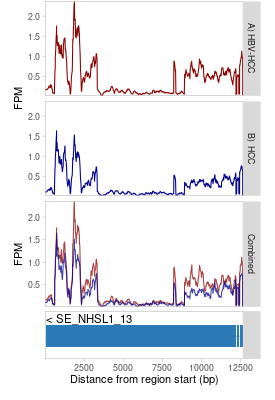 2.0
1.5
1.0
0.5
A) HBV-HCC
2.0
1.5
1.0
0.5
B) HCC
2.0
1.5
1.0
0.5
Combined
FPM
FPM
< SE_NHSL1_13
2500 5000 7500 10000 12500
Distance from region start (bp)